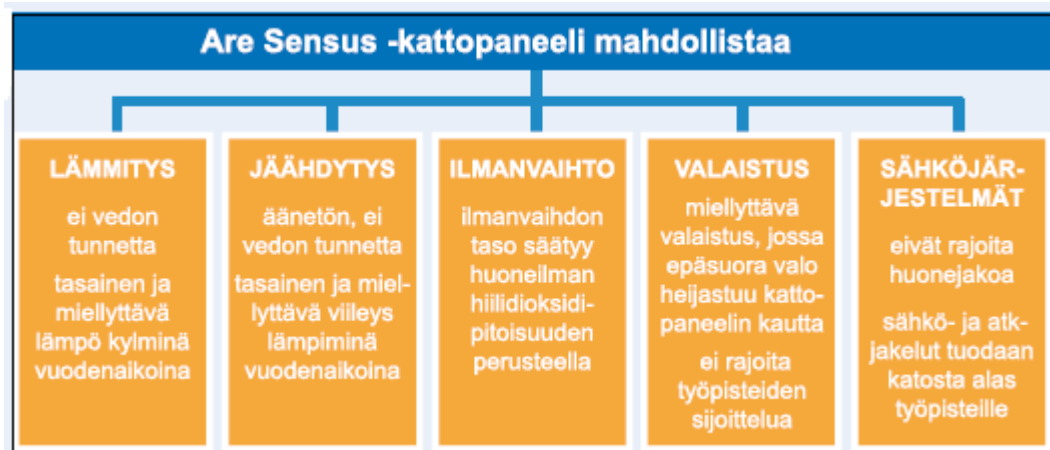 Are Sensus -kattopaneeli mahdollistaa
LÄMMITYS
ei vedon
tunnetta
tasainen ja
miellyttävä
lämpö kylminä
vuodenaikoina
JÄÄHDYTYS
äänetön, ei
vedon tunnetta
tasainen ja miel-
lyttävä viileys
lämpiminä
vuodenaikoina
ILMANVAIHTO
ilmanvaihdon
taso säätyy
huoneilman
hiilidioksidi-
pitoisuuden
perusteella
VALAISTUS
miellyttävä
valaistus, jossa
epäsuora valo
heijastuu katto-
paneelin kautta
ei rajoita
työpisteiden
sijoittelua
SÄHKÖJÄR-
JESTELMÄT
eivät rajoita
huonejakoa
sähkö- ja atk-
jakelut tuodaan
katosta alas
työpisteille